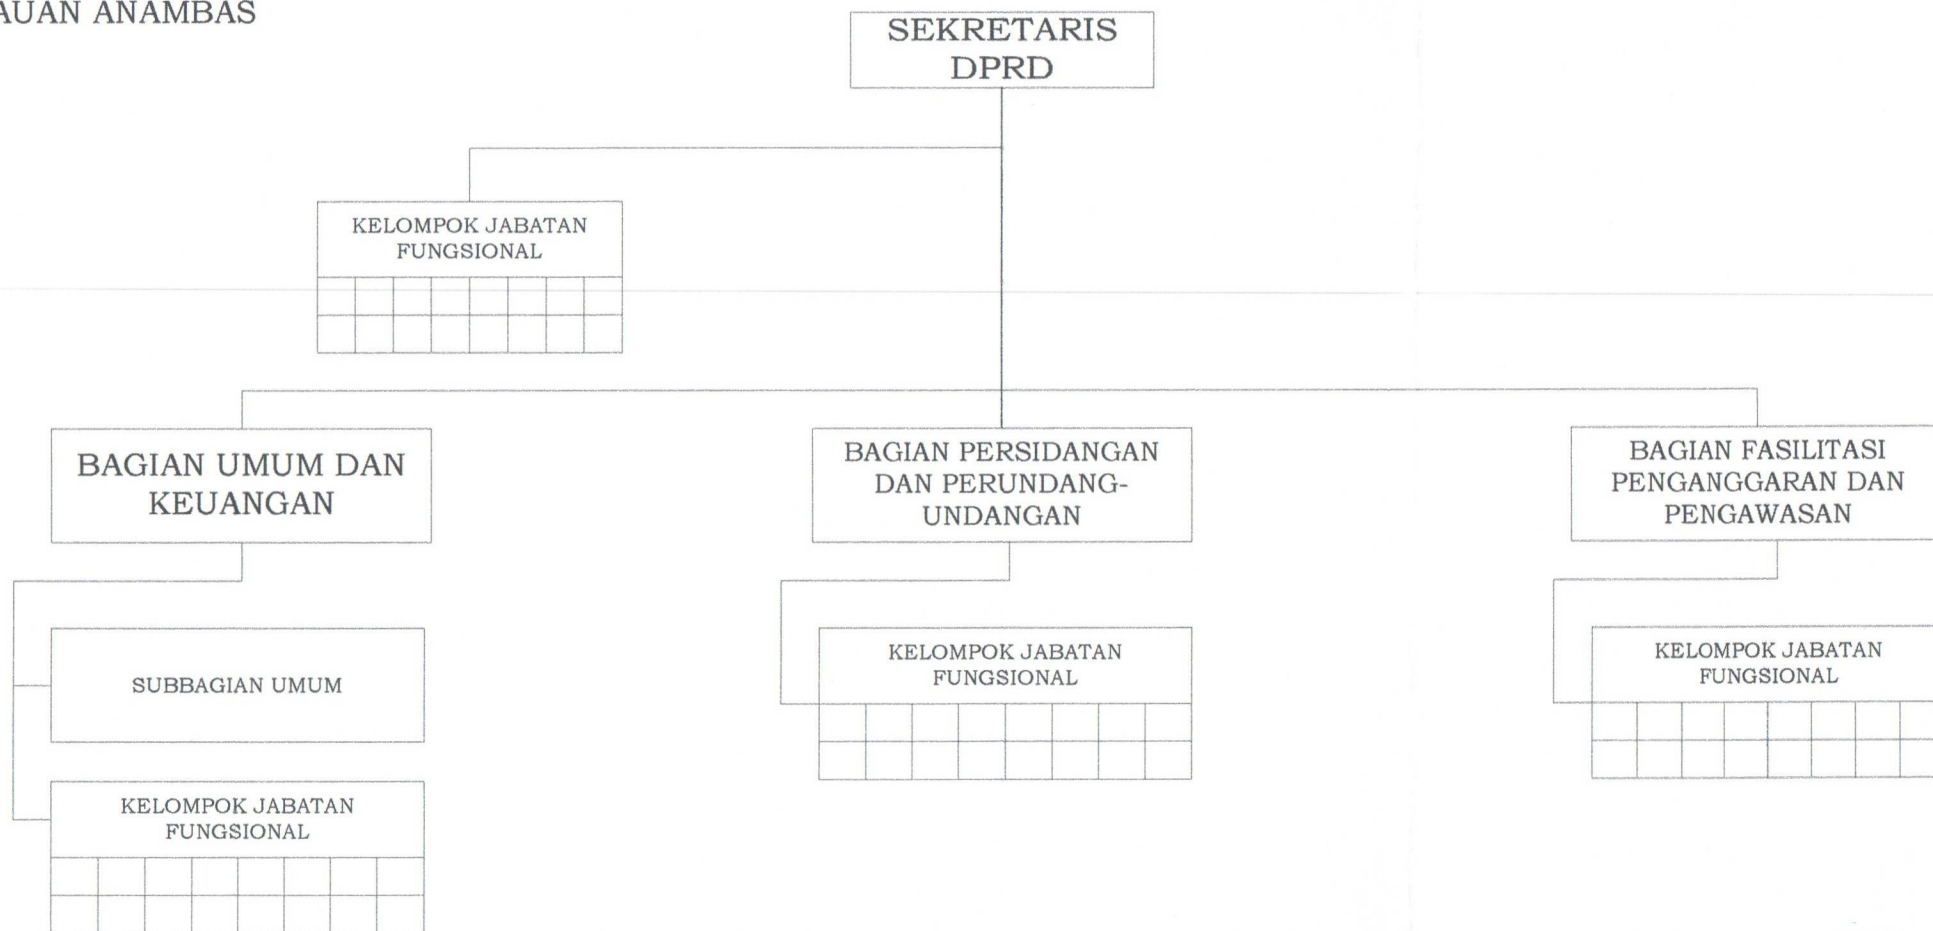 AUAN ANAMBAS
SEKRETARIS
DPRD
KELOMPOK JABATAN
FUNGSIONAL
BAGIAN UMUM DAN
KEUANGAN
BAGIAN PERSIDANGAN
DAN PERUNDANG-
UNDANGAN
BAGIAN FASILITASI
PENGANGGARAN DAN
PENGAWASAN
SUBBAGIAN UMUM
KELOMPOK JABATAN
FUNGSIONAL
KELOMPOK JABATAN
FUNGSIONAL
KELOMPOK JABATAN
FUNGSIONAL